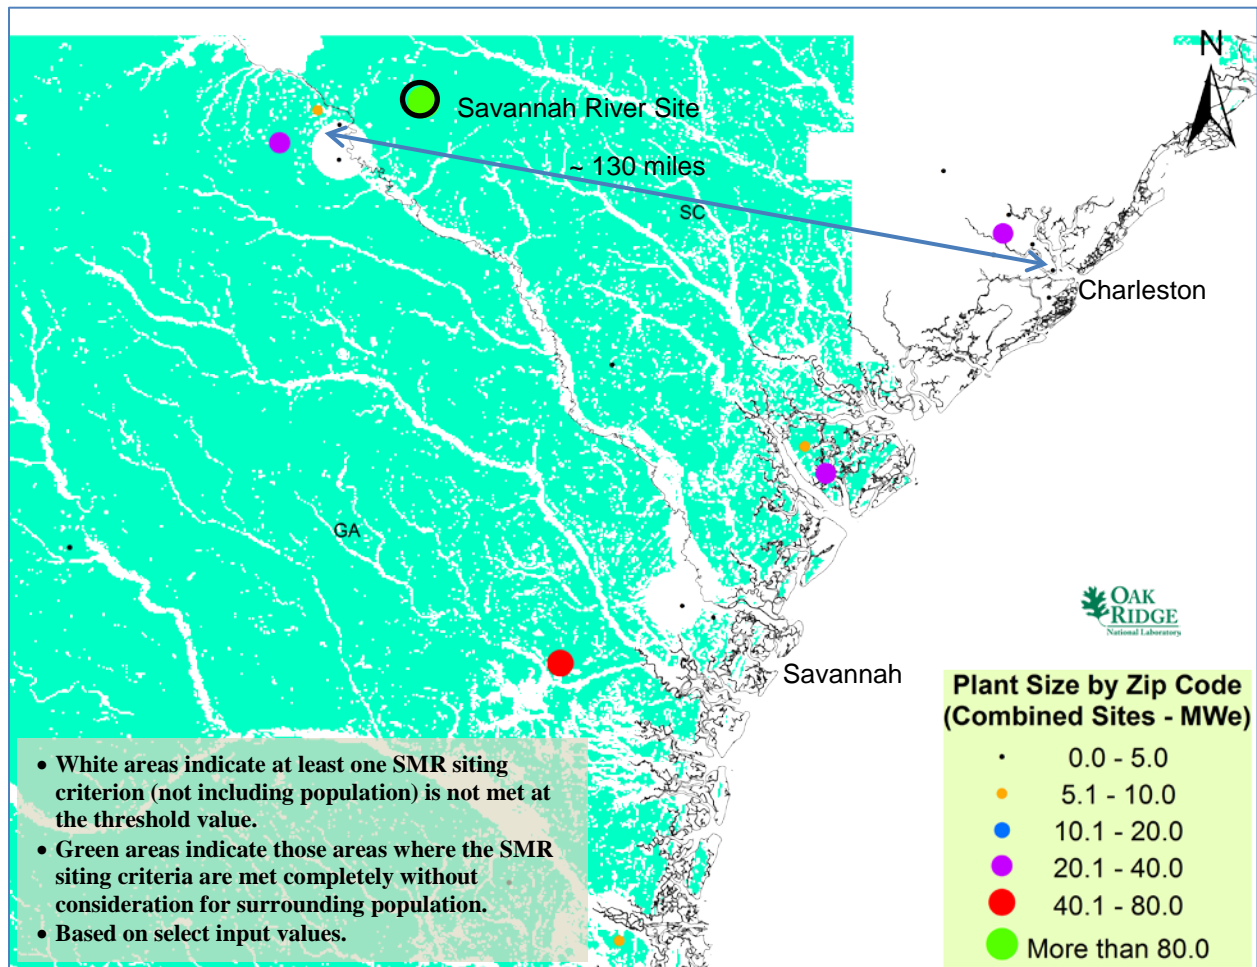 N
Savannah River Site
~ 130 miles
SC
Charleston
GA
Savannah
OAK
RIDGE
National Laboratory
Plant Size by Zip Code
(Combined Sites - MWe)
0.0 - 5.0
5.1 - 10.0
10.1 - 20.0
20.1 - 40.0
40.1 - 80.0
More than 80.0
• White areas indicate at least one SMR siting
criterion (not including population) is not met at
the threshold value.
• Green areas indicate those areas where the SMR
siting criteria are met completely without
consideration for surrounding population.
• Based on select input values.